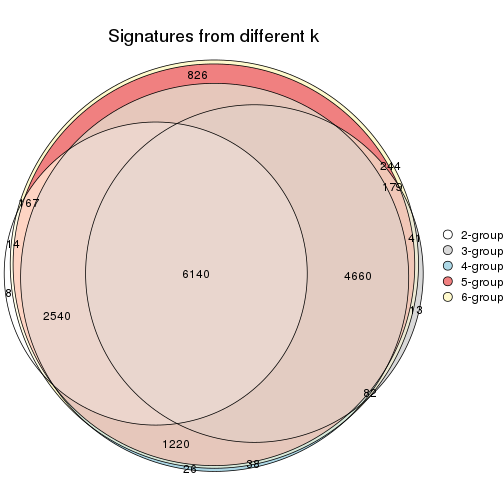 Signatures from different k
826
244
179
167
41
14
6140
4660
8
13
2540
82
1220
38
26
2-group
3-group
4-group
5-group
6-group